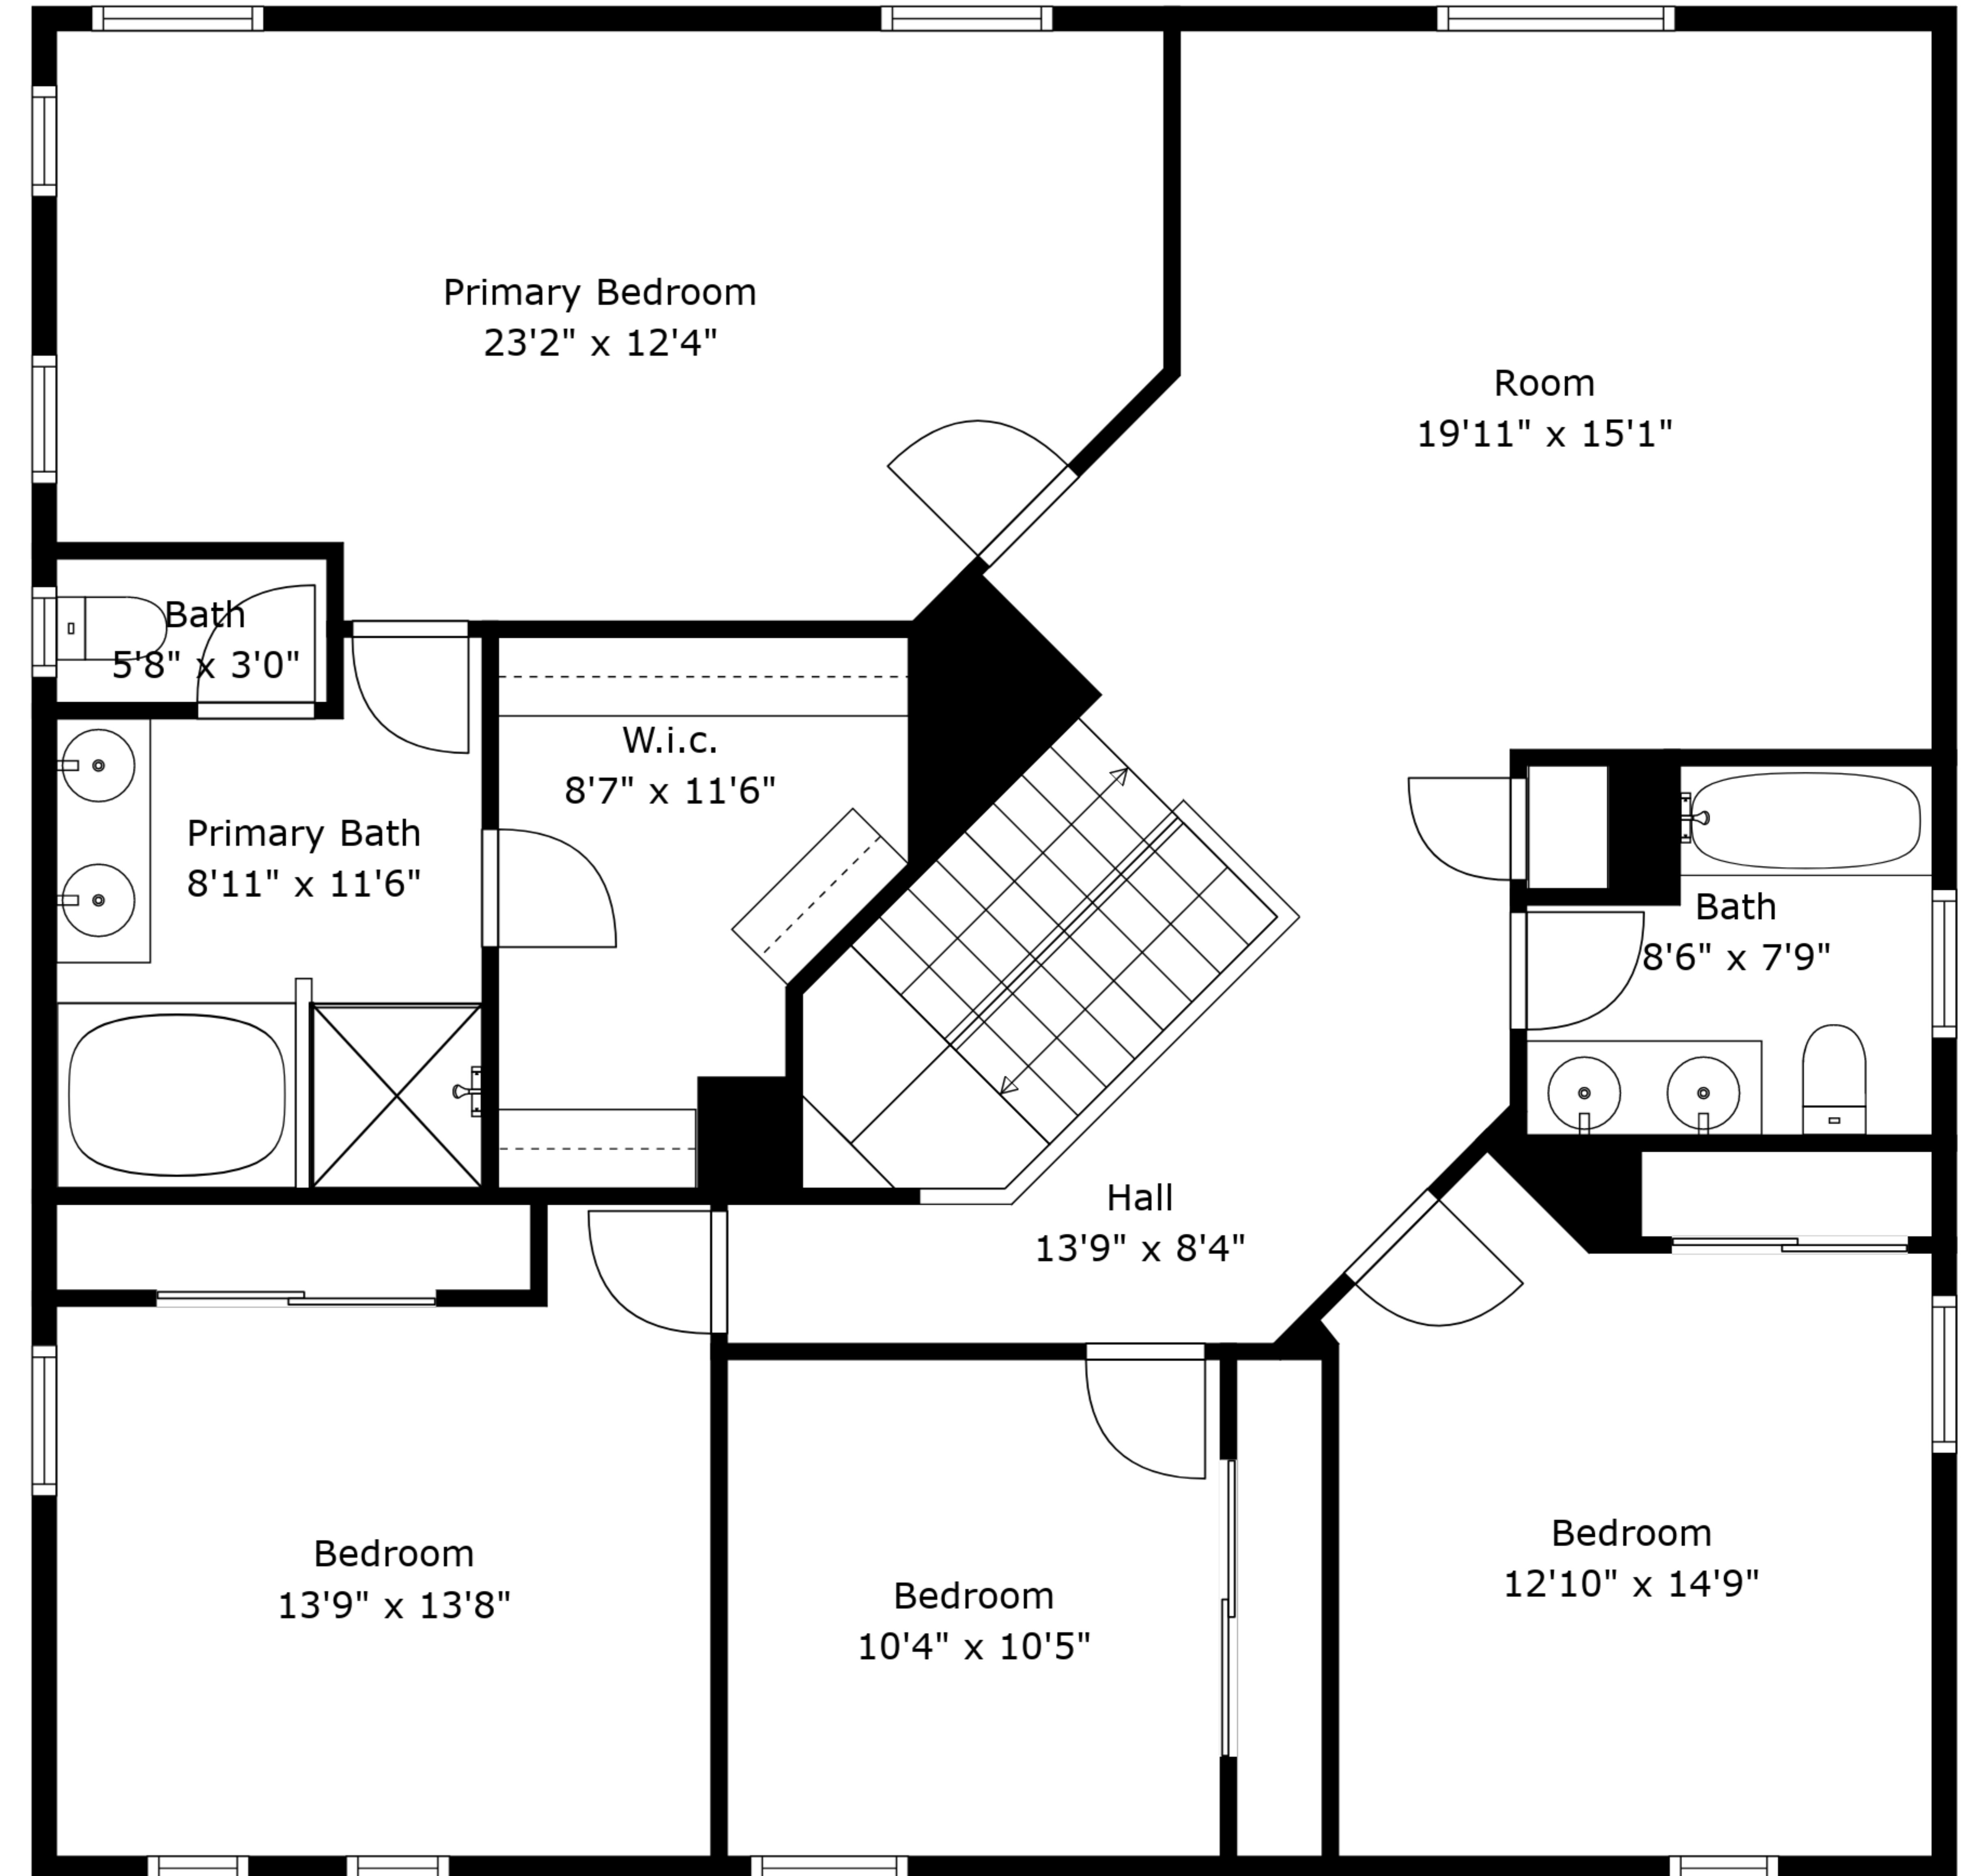 Primary Bedroom
23'2" x 12'4"
Room
19'11" x 15'1"
Bath
5'8" x 3'0"
W.i.c.
8'7" x 11'6"
Primary Bath
8'11" x 11'6"
Bath
8'6" x 7'9"
Hall
13'9" x 8'4"
Bedroom
13'9" x 13'8"
Bedroom
10'4" x 10'5"
Bedroom
12'10" x 14'9"